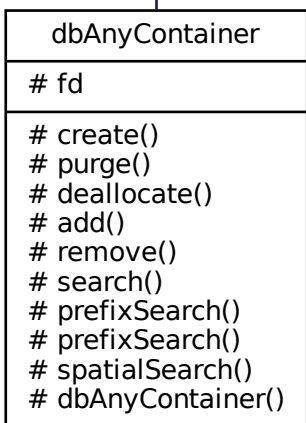 dbAnyContainer
# fd
# create()
# purge()
# deallocate()
# add()
# remove()
# search()
# prefixSearch()
# prefixSearch()
# spatialSearch()
# dbAnyContainer()